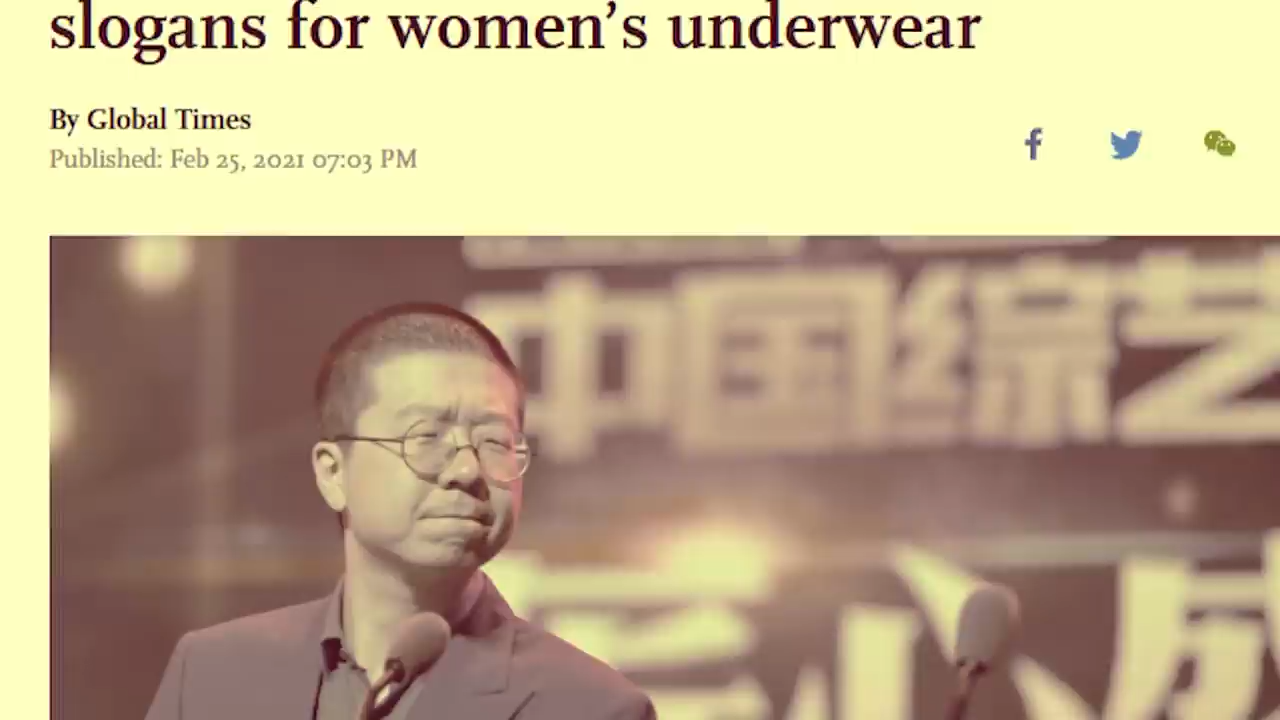 slogans for women's underwear
By Global Times
Published: Feb 25, 2021 07:03 PM
中国综艺